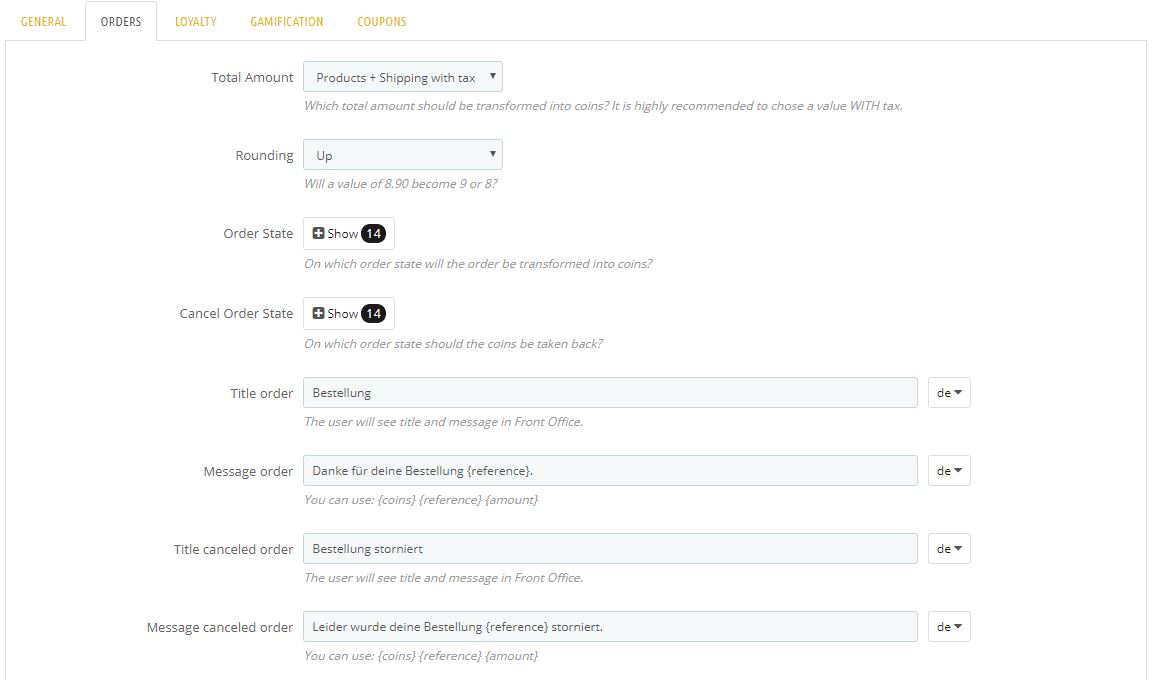 GENERAL ORDERS LOYALTY GAMIFICATION COUPONS
Total Amount Products + Shipping with tax
Which total amount should be transformed into coins? It is highly recommended to chose a value WITH tax.
Rounding Up
Will a value of 8.90 become 9 or 8?
Order State Show 14
On which order state will the order be transformed into coins?
Cancel Order State Show 14
On which order state should the coins be taken back?
Title order Bestellung de
The user will see title and message in Front Office.
Message order Danke für deine Bestellung {reference}. de
You can use: {coins} {reference} {amount}
Title canceled order Bestellung storniert de
The user will see title and message in Front Office.
Message canceled order Leider wurde deine Bestellung {reference} storniert. de
You can use: {coins} {reference} {amount}